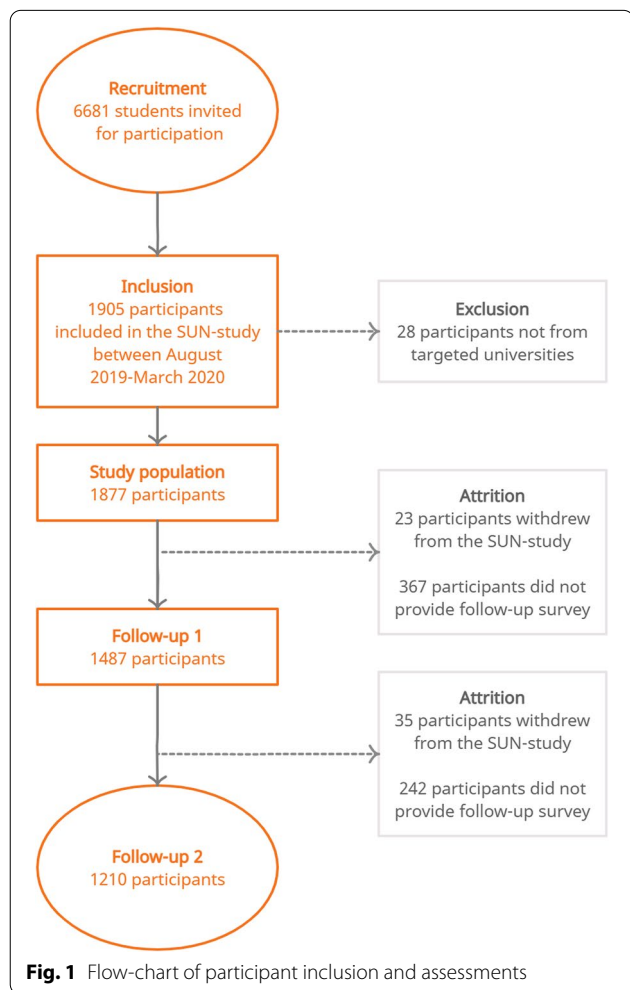 Recruitment
6681 students invited
for participation
Inclusion
1905 participants
included in the SUN-study
between August
2019-March 2020
Exclusion
28 participants not from
targeted universities
Study population
1877 participants
Attrition
23 participants withdrew
from the SUN-study
367 participants did not
provide follow-up survey
Follow-up 1
1487 participants
Attrition
35 participants withdrew
from the SUN-study
242 participants did not
provide follow-up survey
Follow-up 2
1210 participants
Fig. 1 Flow-chart of participant inclusion and assessments